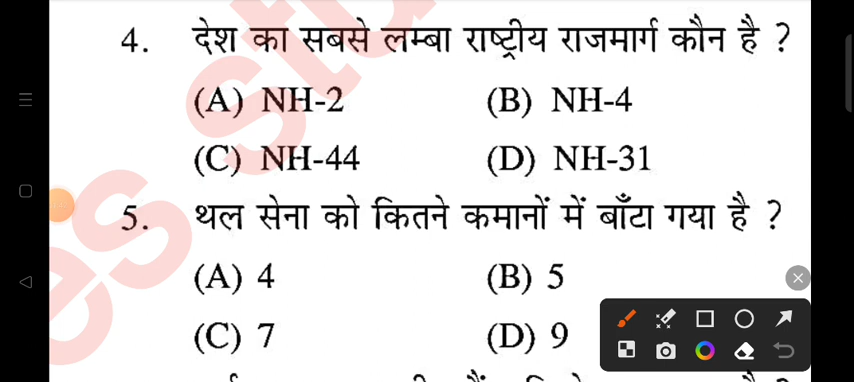 4. देश का सबसे लम्बा राष्ट्रीय राजमार्ग कौन है ?
(A) NH-2 (B) NH-4
(C) NH-44 (D) NH-31
5. थल सेना को कितने कमानों में बाँटा गया है ?
(A) 4 (B) 5
(C) 7 (D) 9